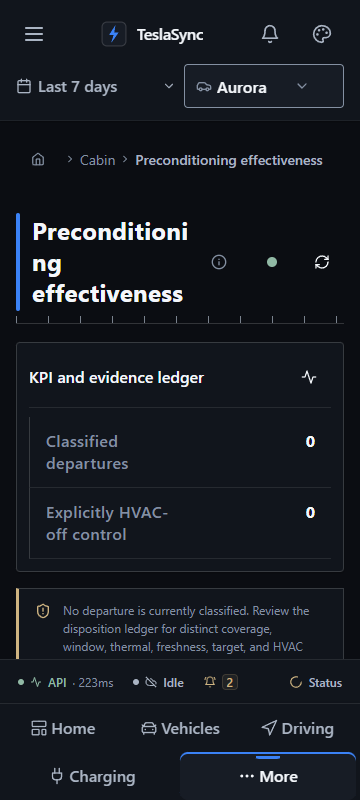 TeslaSync
Last 7 days
Aurora
Cabin
Preconditioning effectiveness
Preconditioni
ng
effectiveness
KPI and evidence ledger
Classified
departures
0
Explicitly HVAC-
off control
0
No departure is currently classified. Review the
disposition ledger for distinct coverage,
window, thermal, freshness, target, and HVAC
API · 223ms
Idle
2
Status
Home
Vehicles
Driving
Charging
More